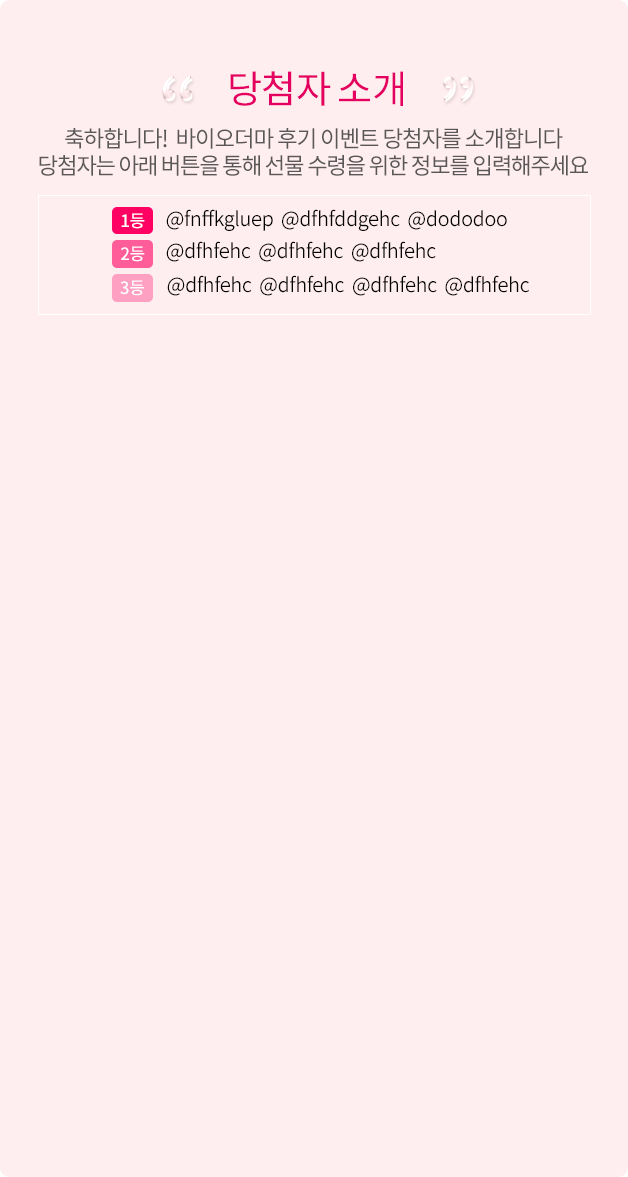 “ 당첨자 소개 ”
축하합니다! 바이오더마 후기 이벤트 당첨자를 소개합니다
당첨자는 아래 버튼을 통해 선물 수령을 위한 정보를 입력해주세요
1등 @fnffkgluep @dfhfddgehc @dododoo
2등 @dfhfehc @dfhfehc @dfhfehc
3등 @dfhfehc @dfhfehc @dfhfehc @dfhfehc